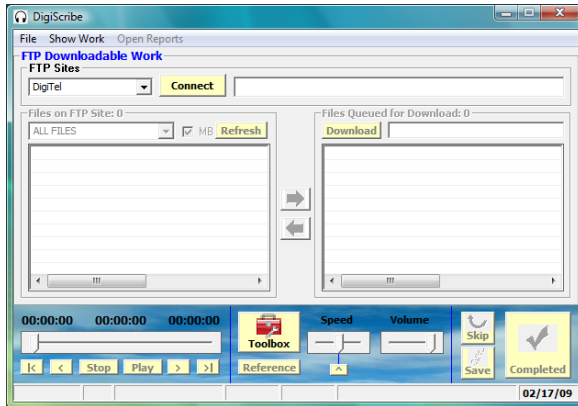 DigiScribe
File Show Work Open Reports
FTP Downloadable Work
FTP Sites
DigiTel Connect
Files on FTP Site: 0 Files Queued for Download: 0
ALL FILES MB Refresh Download
00:00:00 00:00:00 00:00:00 Toolbox Speed Volume Skip
|< < Stop Play > >| Reference ^ Save Completed
02/17/09